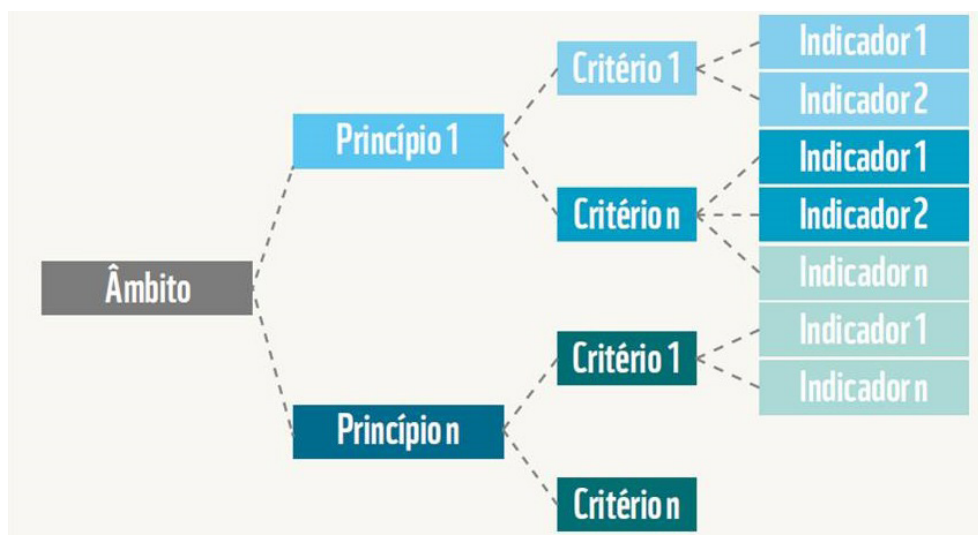 Âmbito
Princípio 1
Critério 1
Indicador 1
Indicador 2
Critério n
Indicador 1
Indicador 2
Indicador n
Princípio n
Critério 1
Indicador 1
Indicador n
Critério n